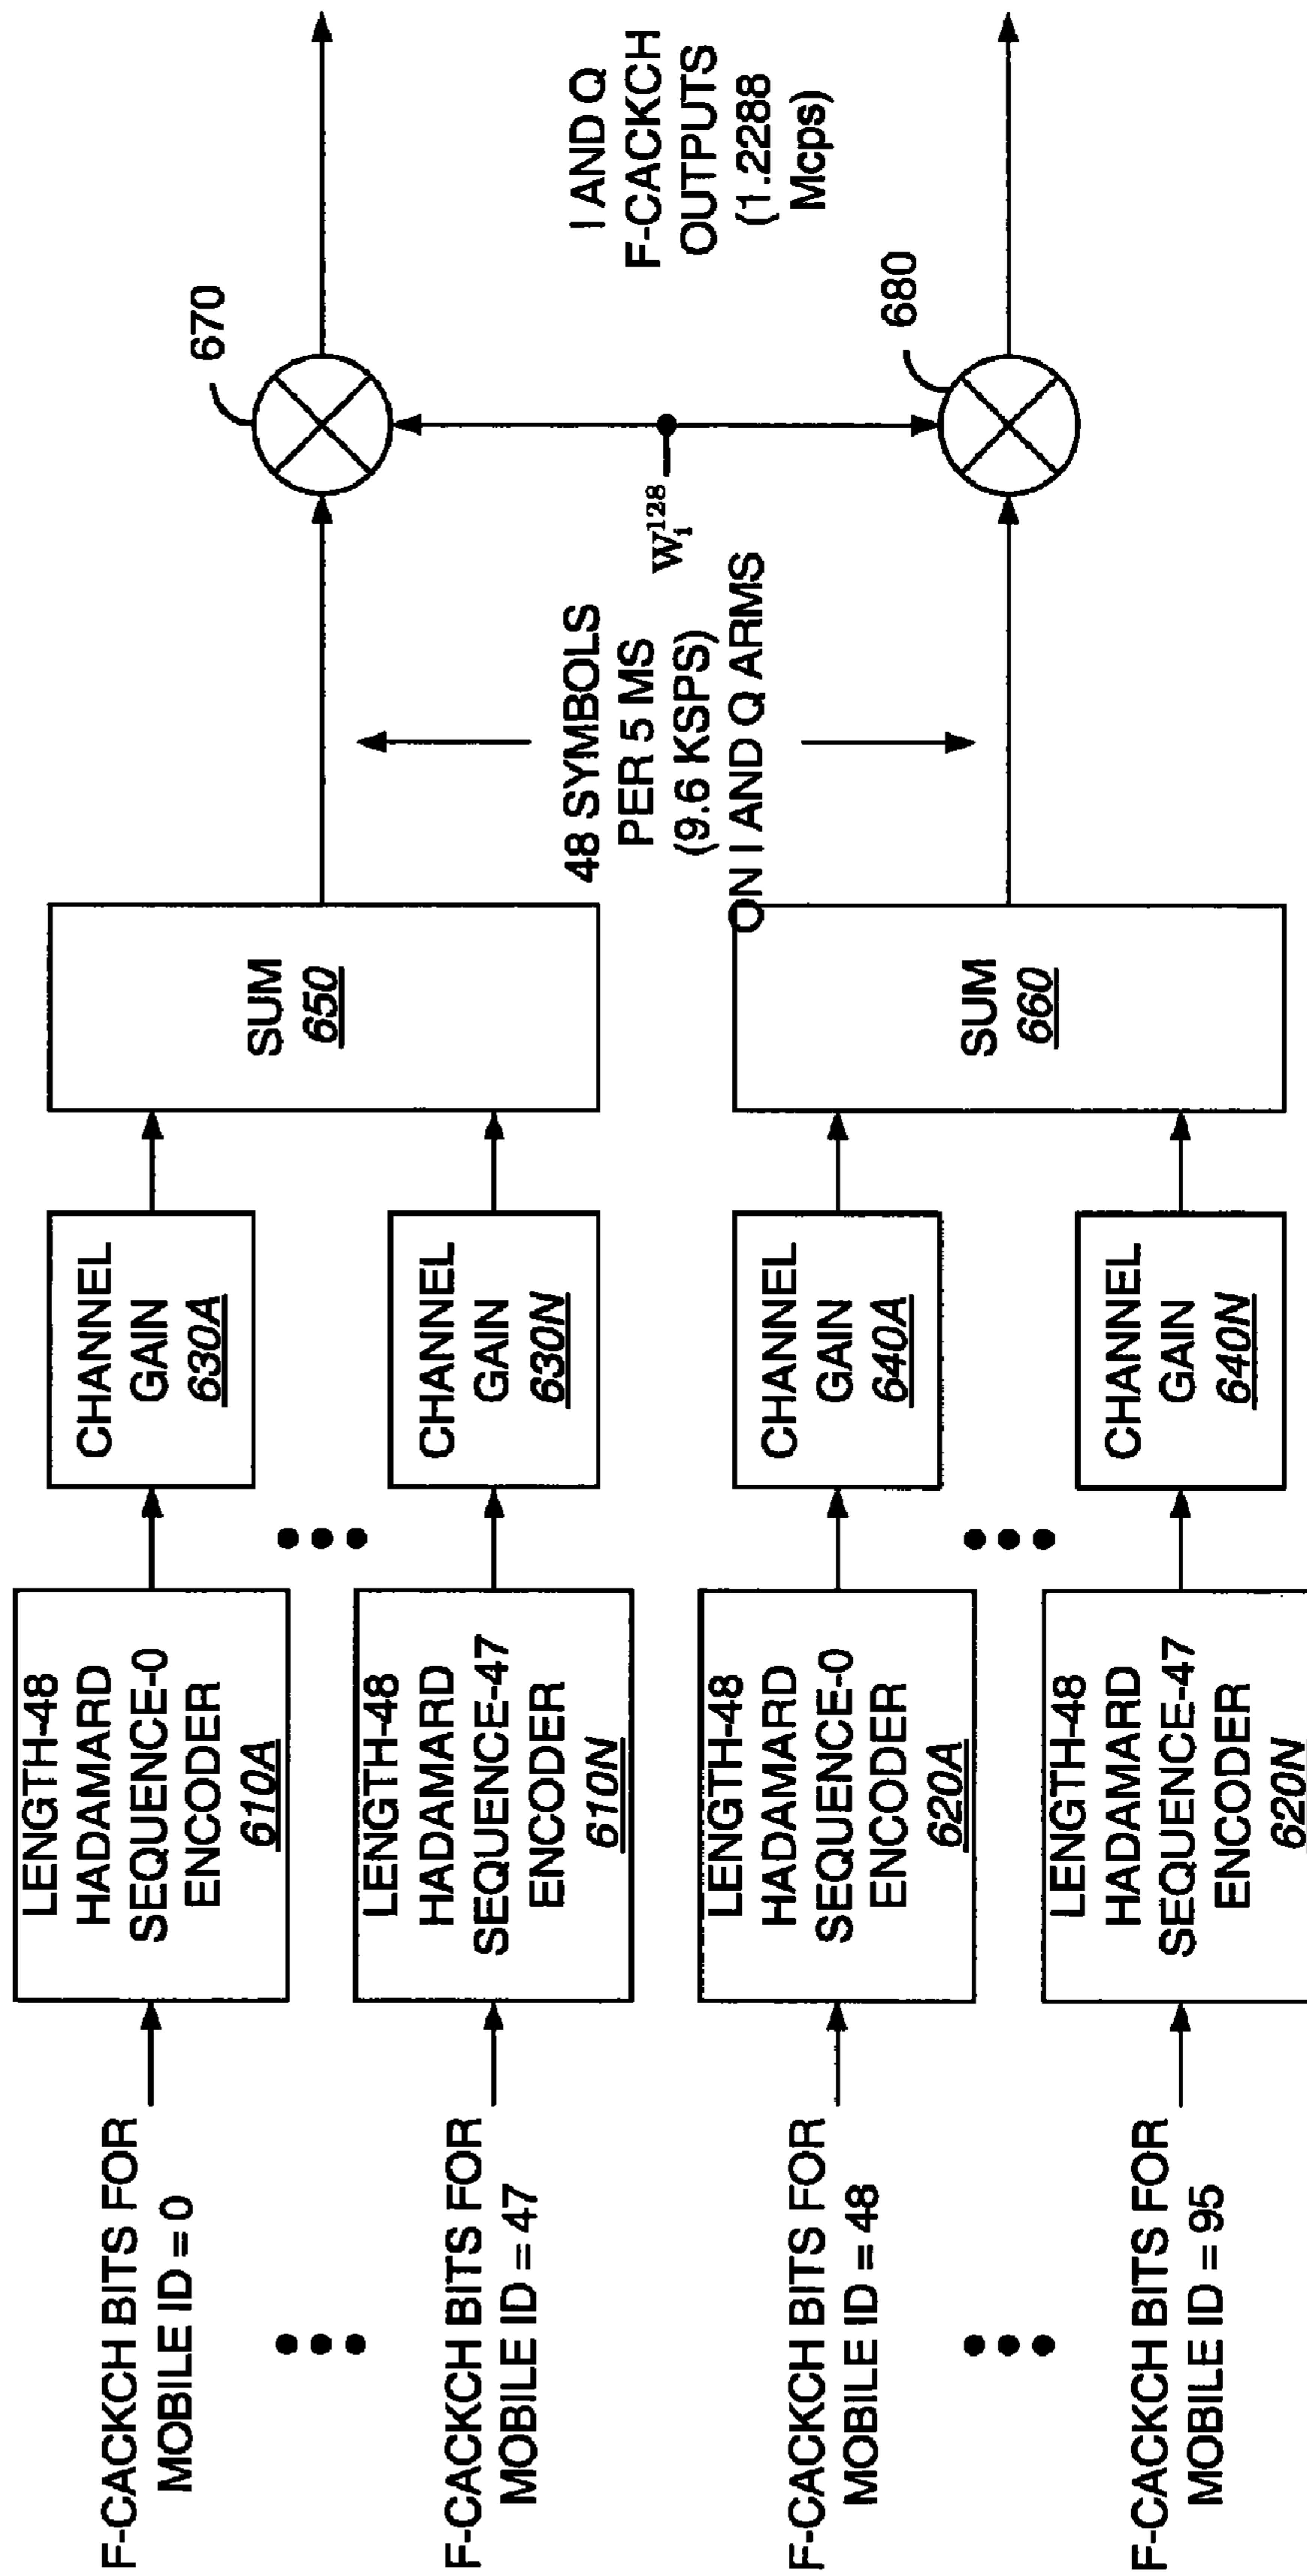 F-CACKCH BITS FOR
MOBILE ID = 0
LENGTH-48
HADAMARD
SEQUENCE-0
ENCODER
610A
CHANNEL
GAIN
630A
F-CACKCH BITS FOR
MOBILE ID = 47
LENGTH-48
HADAMARD
SEQUENCE-47
ENCODER
610N
CHANNEL
GAIN
630N
SUM
650
670
F-CACKCH BITS FOR
MOBILE ID = 48
LENGTH-48
HADAMARD
SEQUENCE-0
ENCODER
620A
CHANNEL
GAIN
640A
F-CACKCH BITS FOR
MOBILE ID = 95
LENGTH-48
HADAMARD
SEQUENCE-47
ENCODER
620N
CHANNEL
GAIN
640N
SUM
660
48 SYMBOLS
PER 5 MS
(9.6 KSPS)
ON I AND Q ARMS
W_i^128
680
I AND Q
F-CACKCH
OUTPUTS
(1.2288
Mcps)